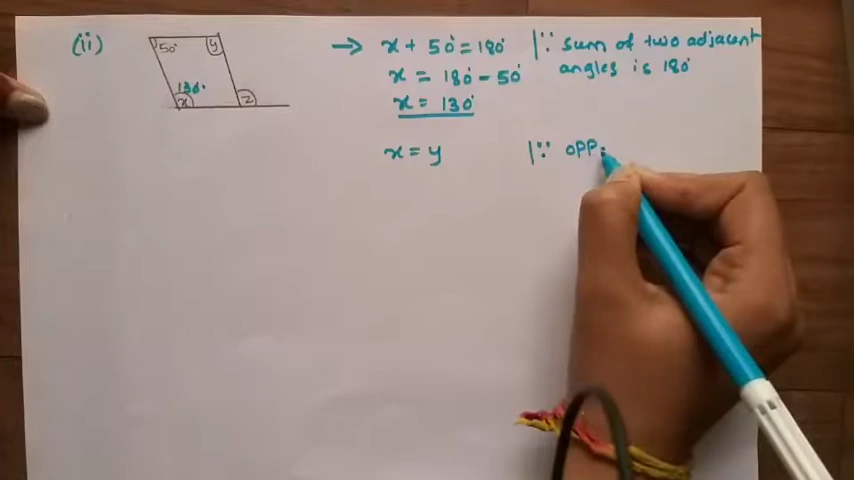 (ii) 50° y → x + 50° = 180° |∵ sum of two adjacent
x = 180° - 50° angles is 180°
130° x z x = 130°
x = y |∵ opp.